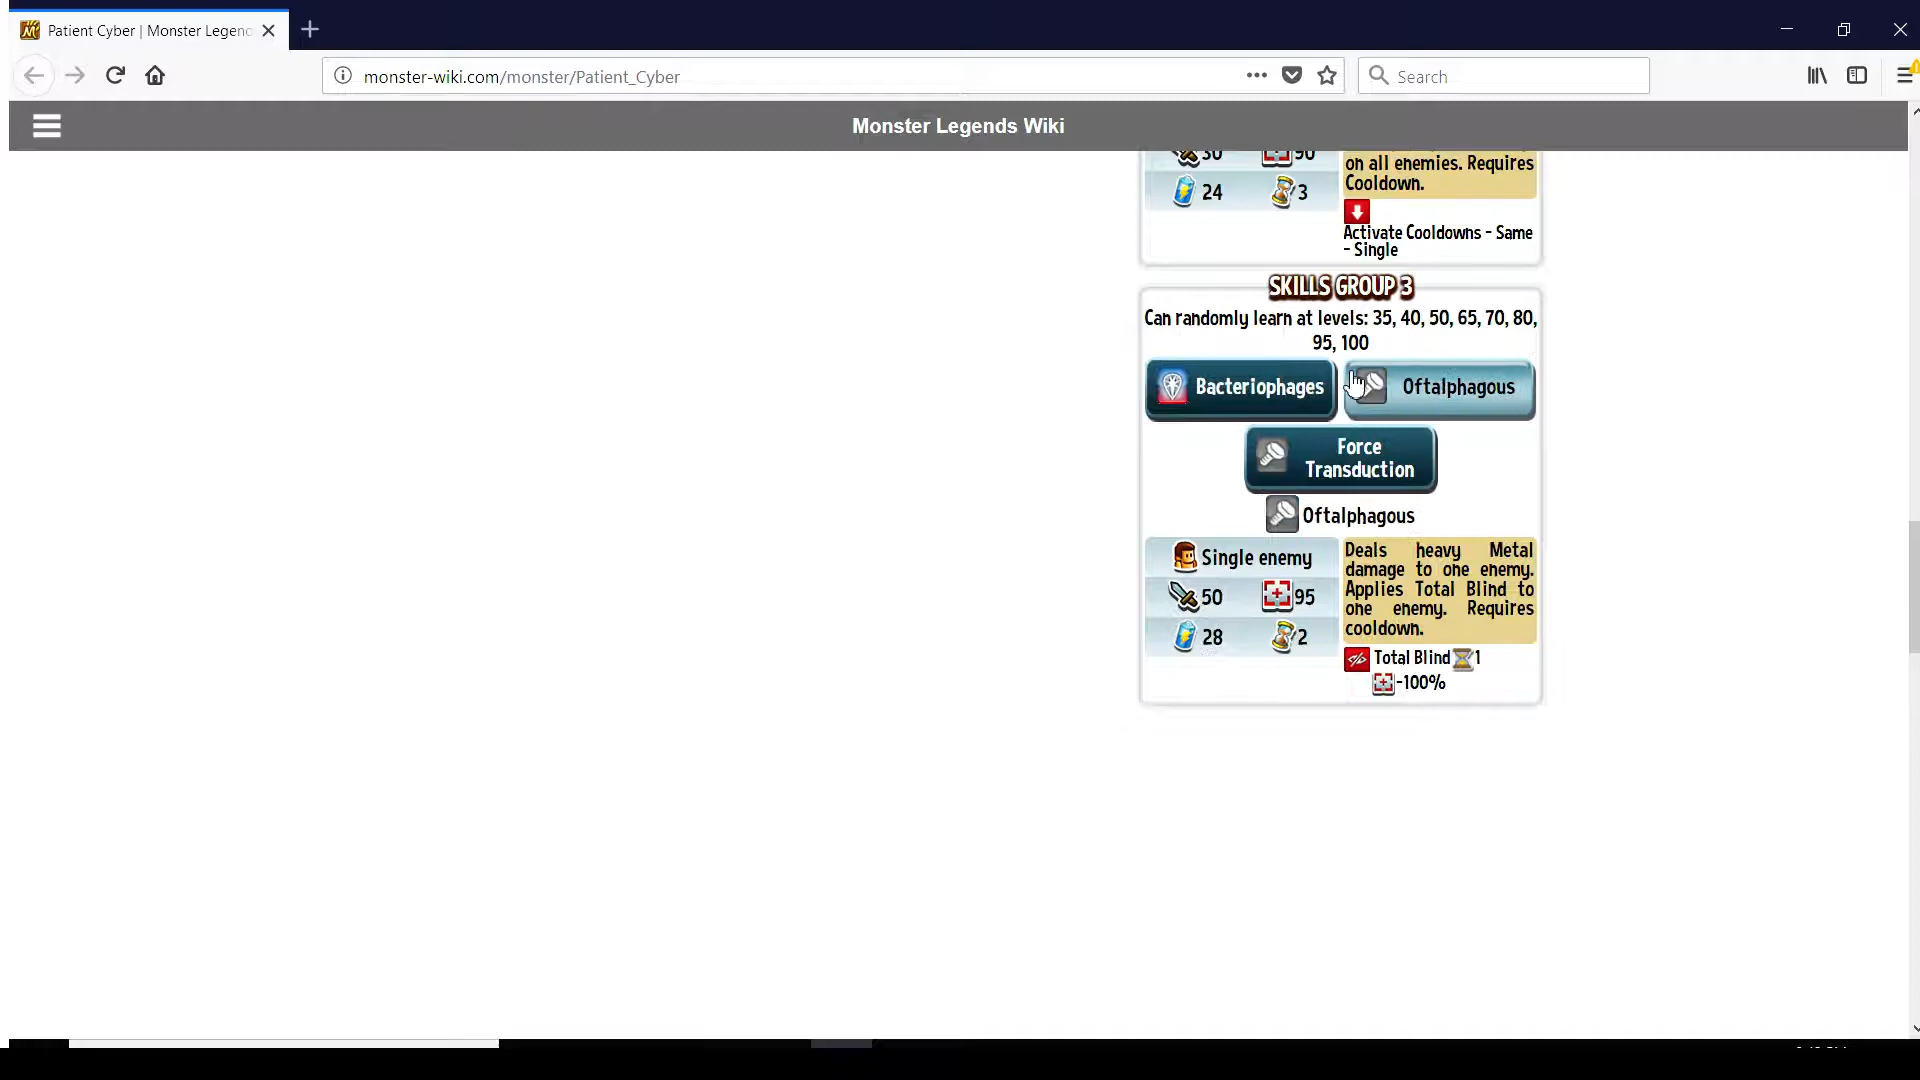 Patient Cyber | Monster Legenc
monster-wiki.com/monster/Patient_Cyber
Search
Monster Legends Wiki
30 90
24 3
on all enemies. Requires
Cooldown.
Activate Cooldowns - Same
- Single
SKILLS GROUP 3
Can randomly learn at levels: 35, 40, 50, 65, 70, 80,
95, 100
Bacteriophages
Oftalphagous
Force
Transduction
Oftalphagous
Single enemy
50 95
28 2
Deals heavy Metal
damage to one enemy.
Applies Total Blind to
one enemy. Requires
cooldown.
Total Blind 1
-100%